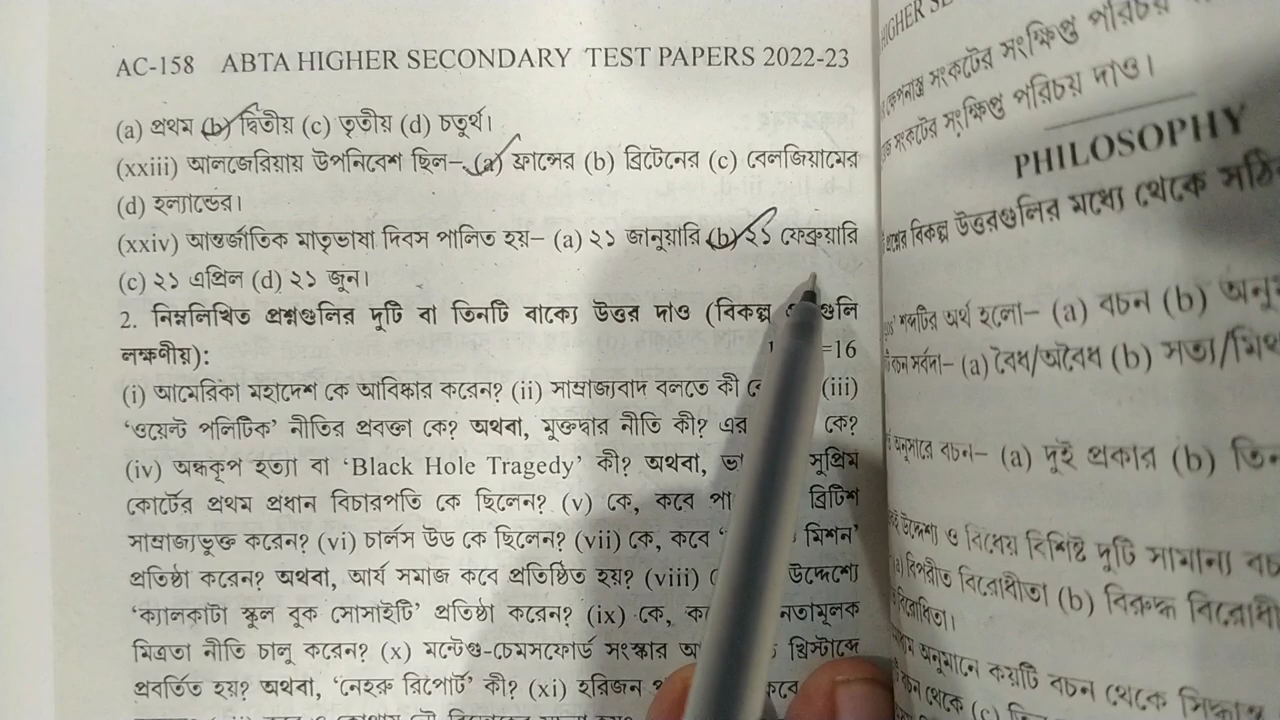 AC-158 ABTA HIGHER SECONDARY TEST PAPERS 2022-23
(a) প্রথম (b) দ্বিতীয় (c) তৃতীয় (d) চতুর্থ।
(xxiii) আলজেরিয়ায় উপনিবেশ ছিল– (a) ফ্রান্সের (b) ব্রিটেনের (c) বেলজিয়ামের
(d) হল্যান্ডের।
(xxiv) আন্তর্জাতিক মাতৃভাষা দিবস পালিত হয়– (a) ২১ জানুয়ারি (b) ২১ ফেব্রুয়ারি
(c) ২১ এপ্রিল (d) ২১ জুন।
2. নিম্নলিখিত প্রশ্নগুলির দুটি বা তিনটি বাক্যে উত্তর দাও (বিকল্প গুলি
লক্ষণীয়): =16
(i) আমেরিকা মহাদেশ কে আবিষ্কার করেন? (ii) সাম্রাজ্যবাদ বলতে কী (iii)
‘ওয়েল্ট পলিটিক’ নীতির প্রবক্তা কে? অথবা, মুক্তদ্বার নীতি কী? এর কে?
(iv) অন্ধকূপ হত্যা বা ‘Black Hole Tragedy’ কী? অথবা, সুপ্রিম
কোর্টের প্রথম প্রধান বিচারপতি কে ছিলেন? (v) কে, কবে ব্রিটিশ
সাম্রাজ্যভুক্ত করেন? (vi) চার্লস উড কে ছিলেন? (vii) কে, কবে মিশন’
প্রতিষ্ঠা করেন? অথবা, আর্য সমাজ কবে প্রতিষ্ঠিত হয়? (viii) উদ্দেশ্যে
‘ক্যালকাটা স্কুল বুক সোসাইটি’ প্রতিষ্ঠা করেন? (ix) কে,
মিত্রতা নীতি চালু করেন? (x) মন্টেগু-চেমসফোর্ড সংস্কার খ্রিস্টাব্দে
প্রবর্তিত হয়? অথবা, ‘নেহরু রিপোর্ট’ কী? (xi) হরিজন
HIGHER
সংকটের সংক্ষিপ্ত পরিচয়
সংকটের সংক্ষিপ্ত পরিচয় দাও।
PHILOSOPHY
বিকল্প উত্তরগুলির মধ্যে থেকে
শব্দটির অর্থ হলো– (a) বচন (b)
বচন সর্বদা– (a) বৈধ/অবৈধ (b)
অনুসারে বচন– (a) দুই প্রকার (b)
উদ্দেশ্য ও বিধেয় বিশিষ্ট দুটি সামান্য
(a) বিপরীত বিরোধীতা (b) বিরুদ্ধ
অনুমানে কয়টি বচন থেকে
বচন থেকে (c)